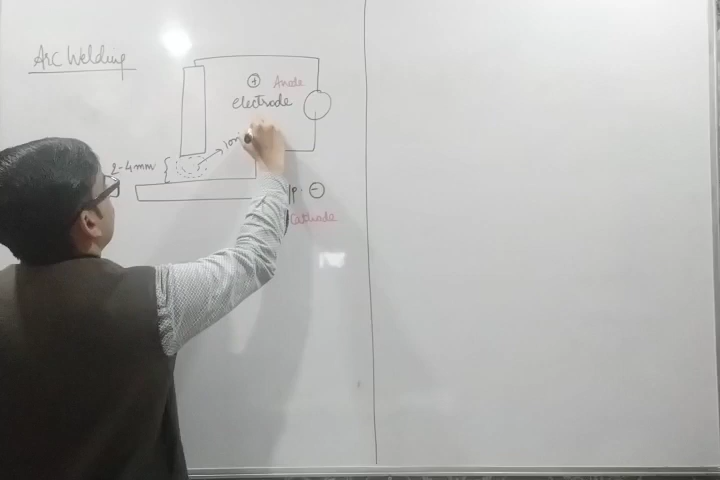 Arc Welding
⊕ Anode
electrode
ion
2-4mm
/p. ⊖
Cathode